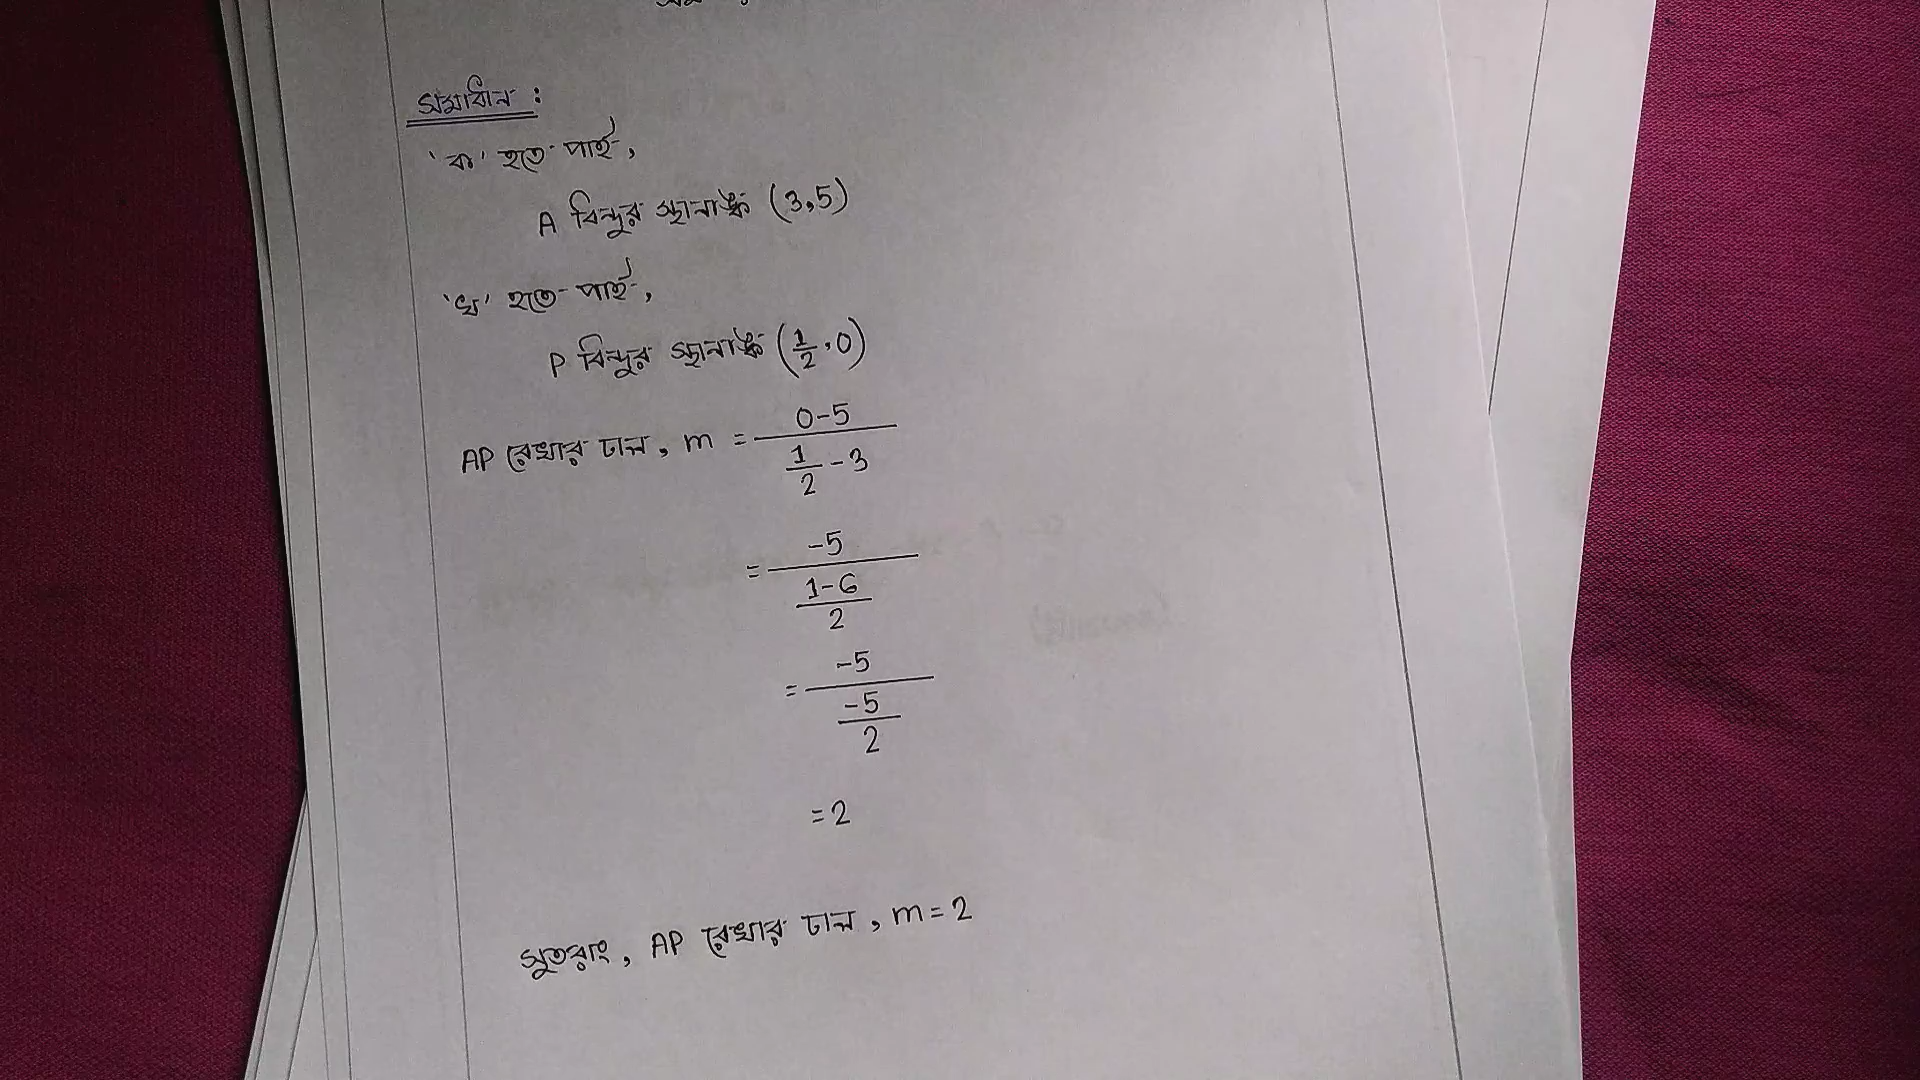 সমাধান :
'ক' হতে পাই,
A বিন্দুর স্থানাঙ্ক (3,5)
'খ' হতে পাই,
P বিন্দুর স্থানাঙ্ক (1/2, 0)
AP রেখার ঢাল, m = (0-5)/(1/2 - 3)
= -5/((1-6)/2)
= -5/(-5/2)
= 2
সুতরাং, AP রেখার ঢাল, m = 2